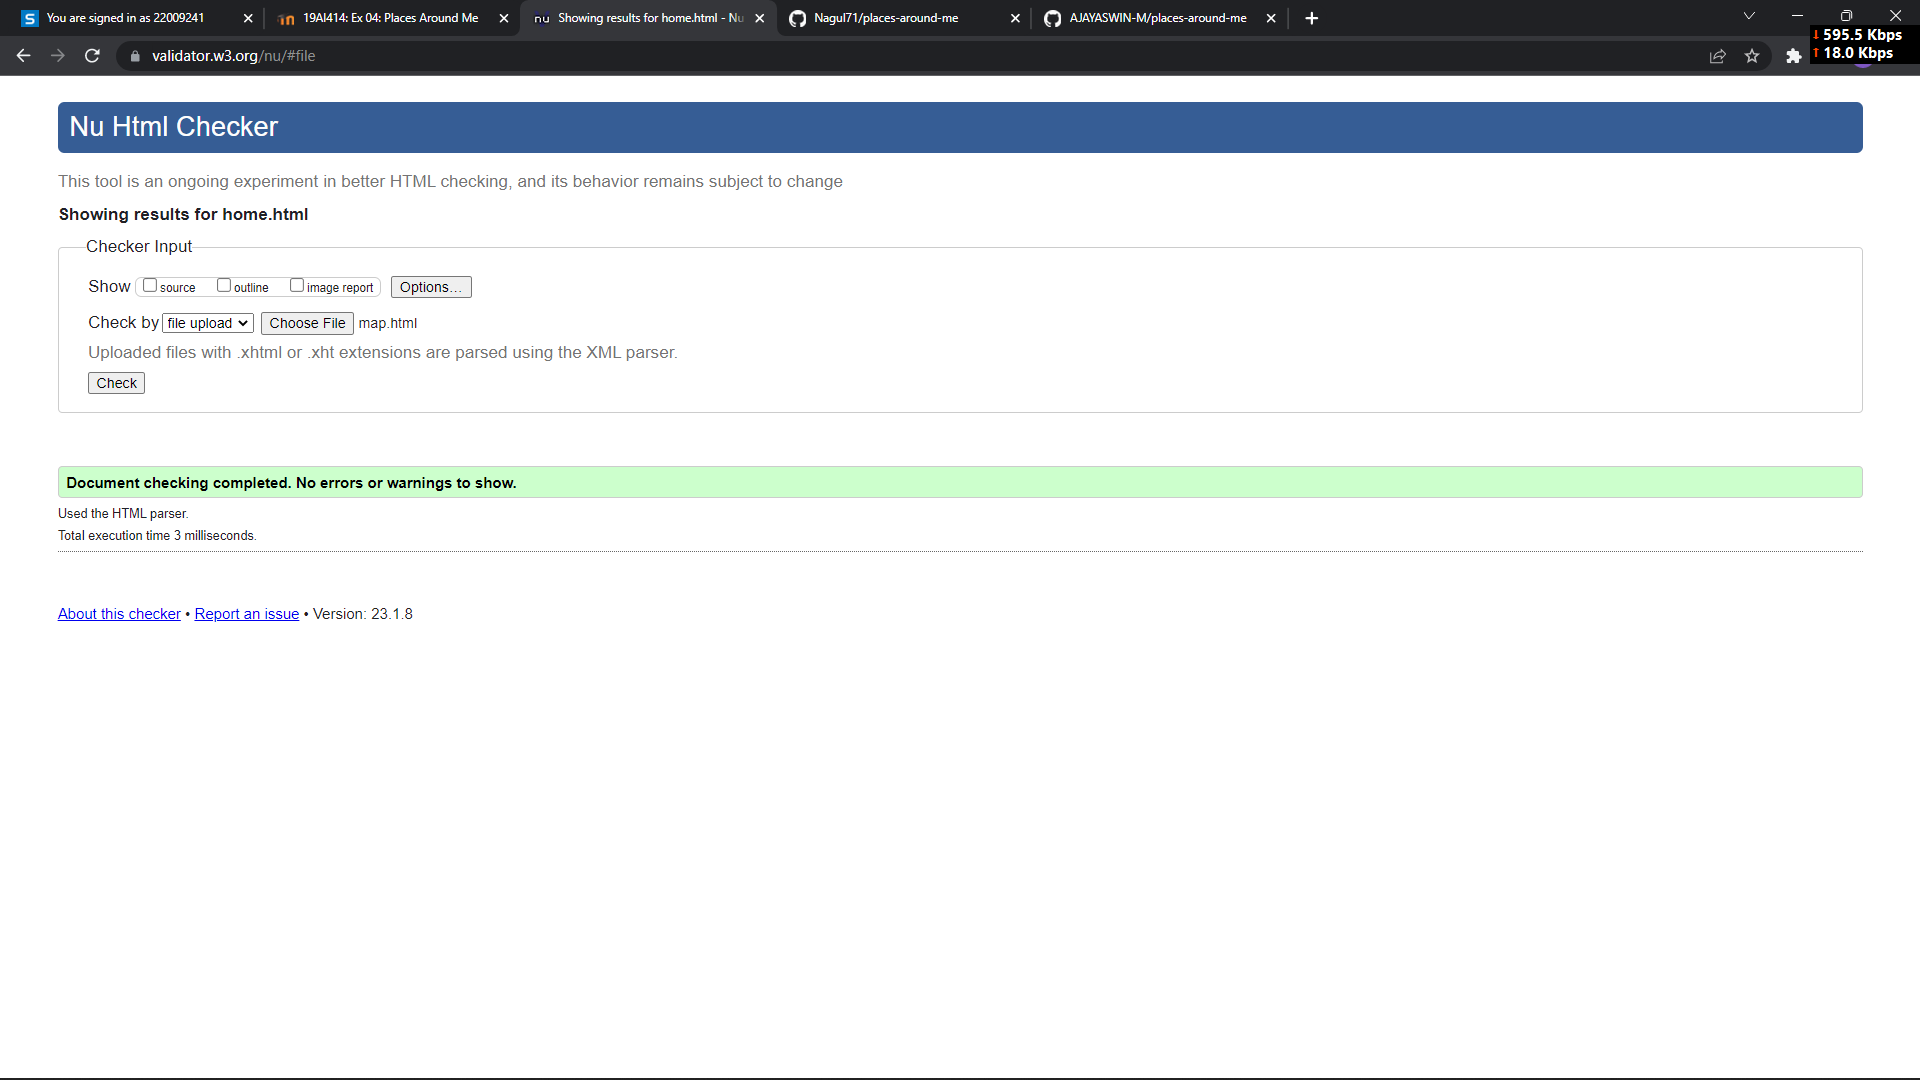 You are signed in as 22009241
19AI414: Ex 04: Places Around Me
nu Showing results for home.html - Nu
Nagul71/places-around-me
AJAYASWIN-M/places-around-me
validator.w3.org/nu/#file
595.5 Kbps
18.0 Kbps
Nu Html Checker
This tool is an ongoing experiment in better HTML checking, and its behavior remains subject to change
Showing results for home.html
Checker Input
Show source outline image report Options...
Check by file upload Choose File map.html
Uploaded files with .xhtml or .xht extensions are parsed using the XML parser.
Check
Document checking completed. No errors or warnings to show.
Used the HTML parser.
Total execution time 3 milliseconds.
About this checker • Report an issue • Version: 23.1.8